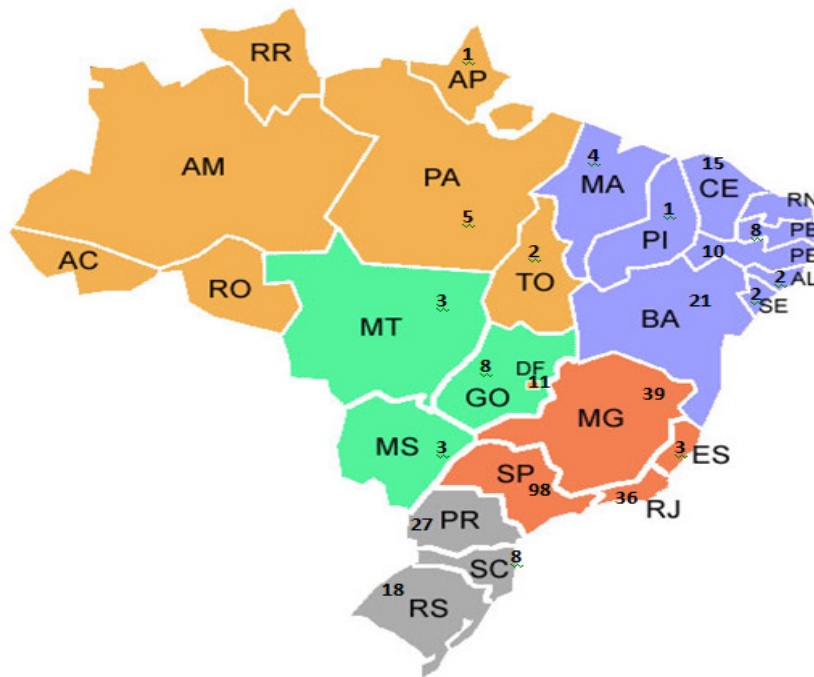 RR
1
AP
AM
PA
5
4
MA
15
CE
RN
1
PI
8
PB
10
PE
2
AL
2
SE
AC
RO
2
TO
3
MT
21
BA
8
DF
11
GO
39
MG
3
ES
MS
3
SP
98
36
RJ
27
PR
8
SC
18
RS